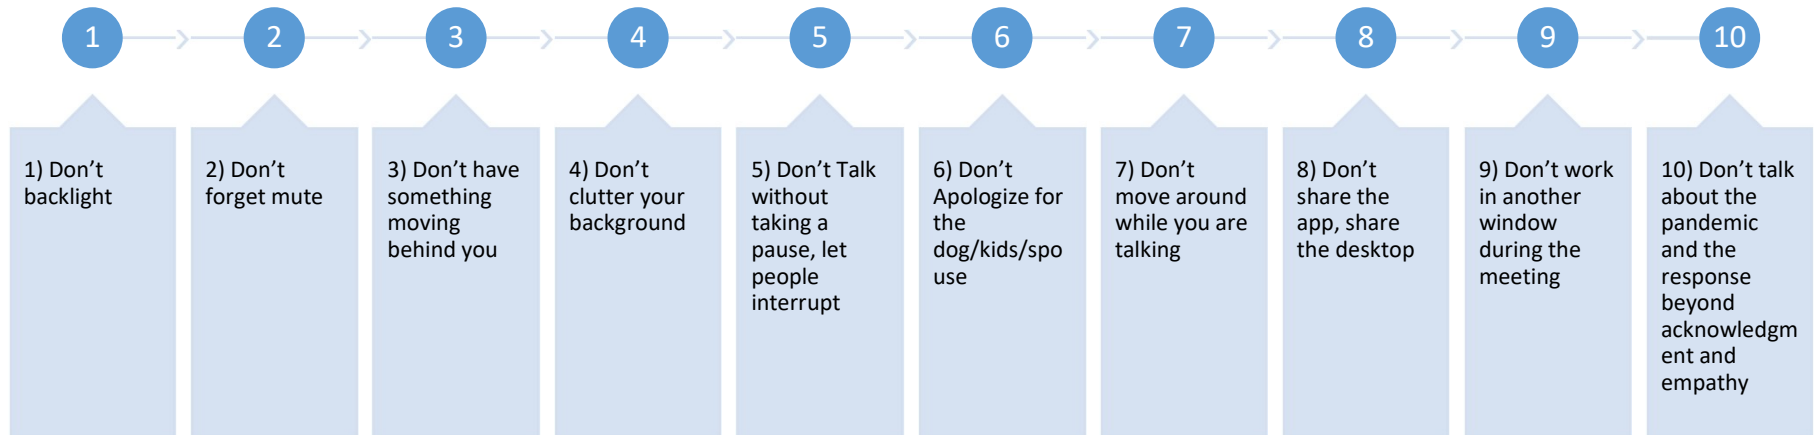 1
2
3
4
5
6
7
8
9
10
1) Don’t
backlight
2) Don’t
forget mute
3) Don’t have
something
moving
behind you
4) Don’t
clutter your
background
5) Don’t Talk
without
taking a
pause, let
people
interrupt
6) Don’t
Apologize for
the
dog/kids/spo
use
7) Don’t
move around
while you are
talking
8) Don’t
share the
app, share
the desktop
9) Don’t work
in another
window
during the
meeting
10) Don’t talk
about the
pandemic
and the
response
beyond
acknowledgm
ent and
empathy